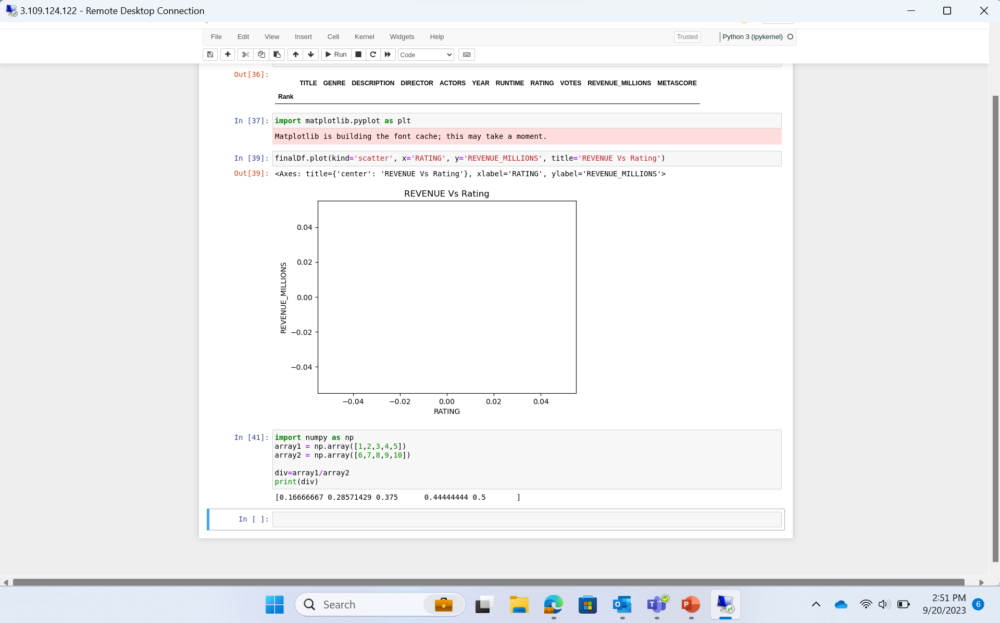 3.109.124.122 - Remote Desktop Connection
File Edit View Insert Cell Kernel Widgets Help Trusted Python 3 (ipykernel)
Run Code
Out[36]:
TITLE GENRE DESCRIPTION DIRECTOR ACTORS YEAR RUNTIME RATING VOTES REVENUE_MILLIONS METASCORE
Rank
In [37]: import matplotlib.pyplot as plt
Matplotlib is building the font cache; this may take a moment.
In [39]: finalDf.plot(kind='scatter', x='RATING', y='REVENUE_MILLIONS', title='REVENUE Vs Rating')
Out[39]: <Axes: title={'center': 'REVENUE Vs Rating'}, xlabel='RATING', ylabel='REVENUE_MILLIONS'>
REVENUE Vs Rating
0.04
0.02
0.00
−0.02
−0.04
REVENUE_MILLIONS
−0.04 −0.02 0.00 0.02 0.04
RATING
In [41]: import numpy as np
array1 = np.array([1,2,3,4,5])
array2 = np.array([6,7,8,9,10])
div=array1/array2
print(div)
[0.16666667 0.28571429 0.375      0.44444444 0.5       ]
In [ ]:
Search
2:51 PM
9/20/2023
6